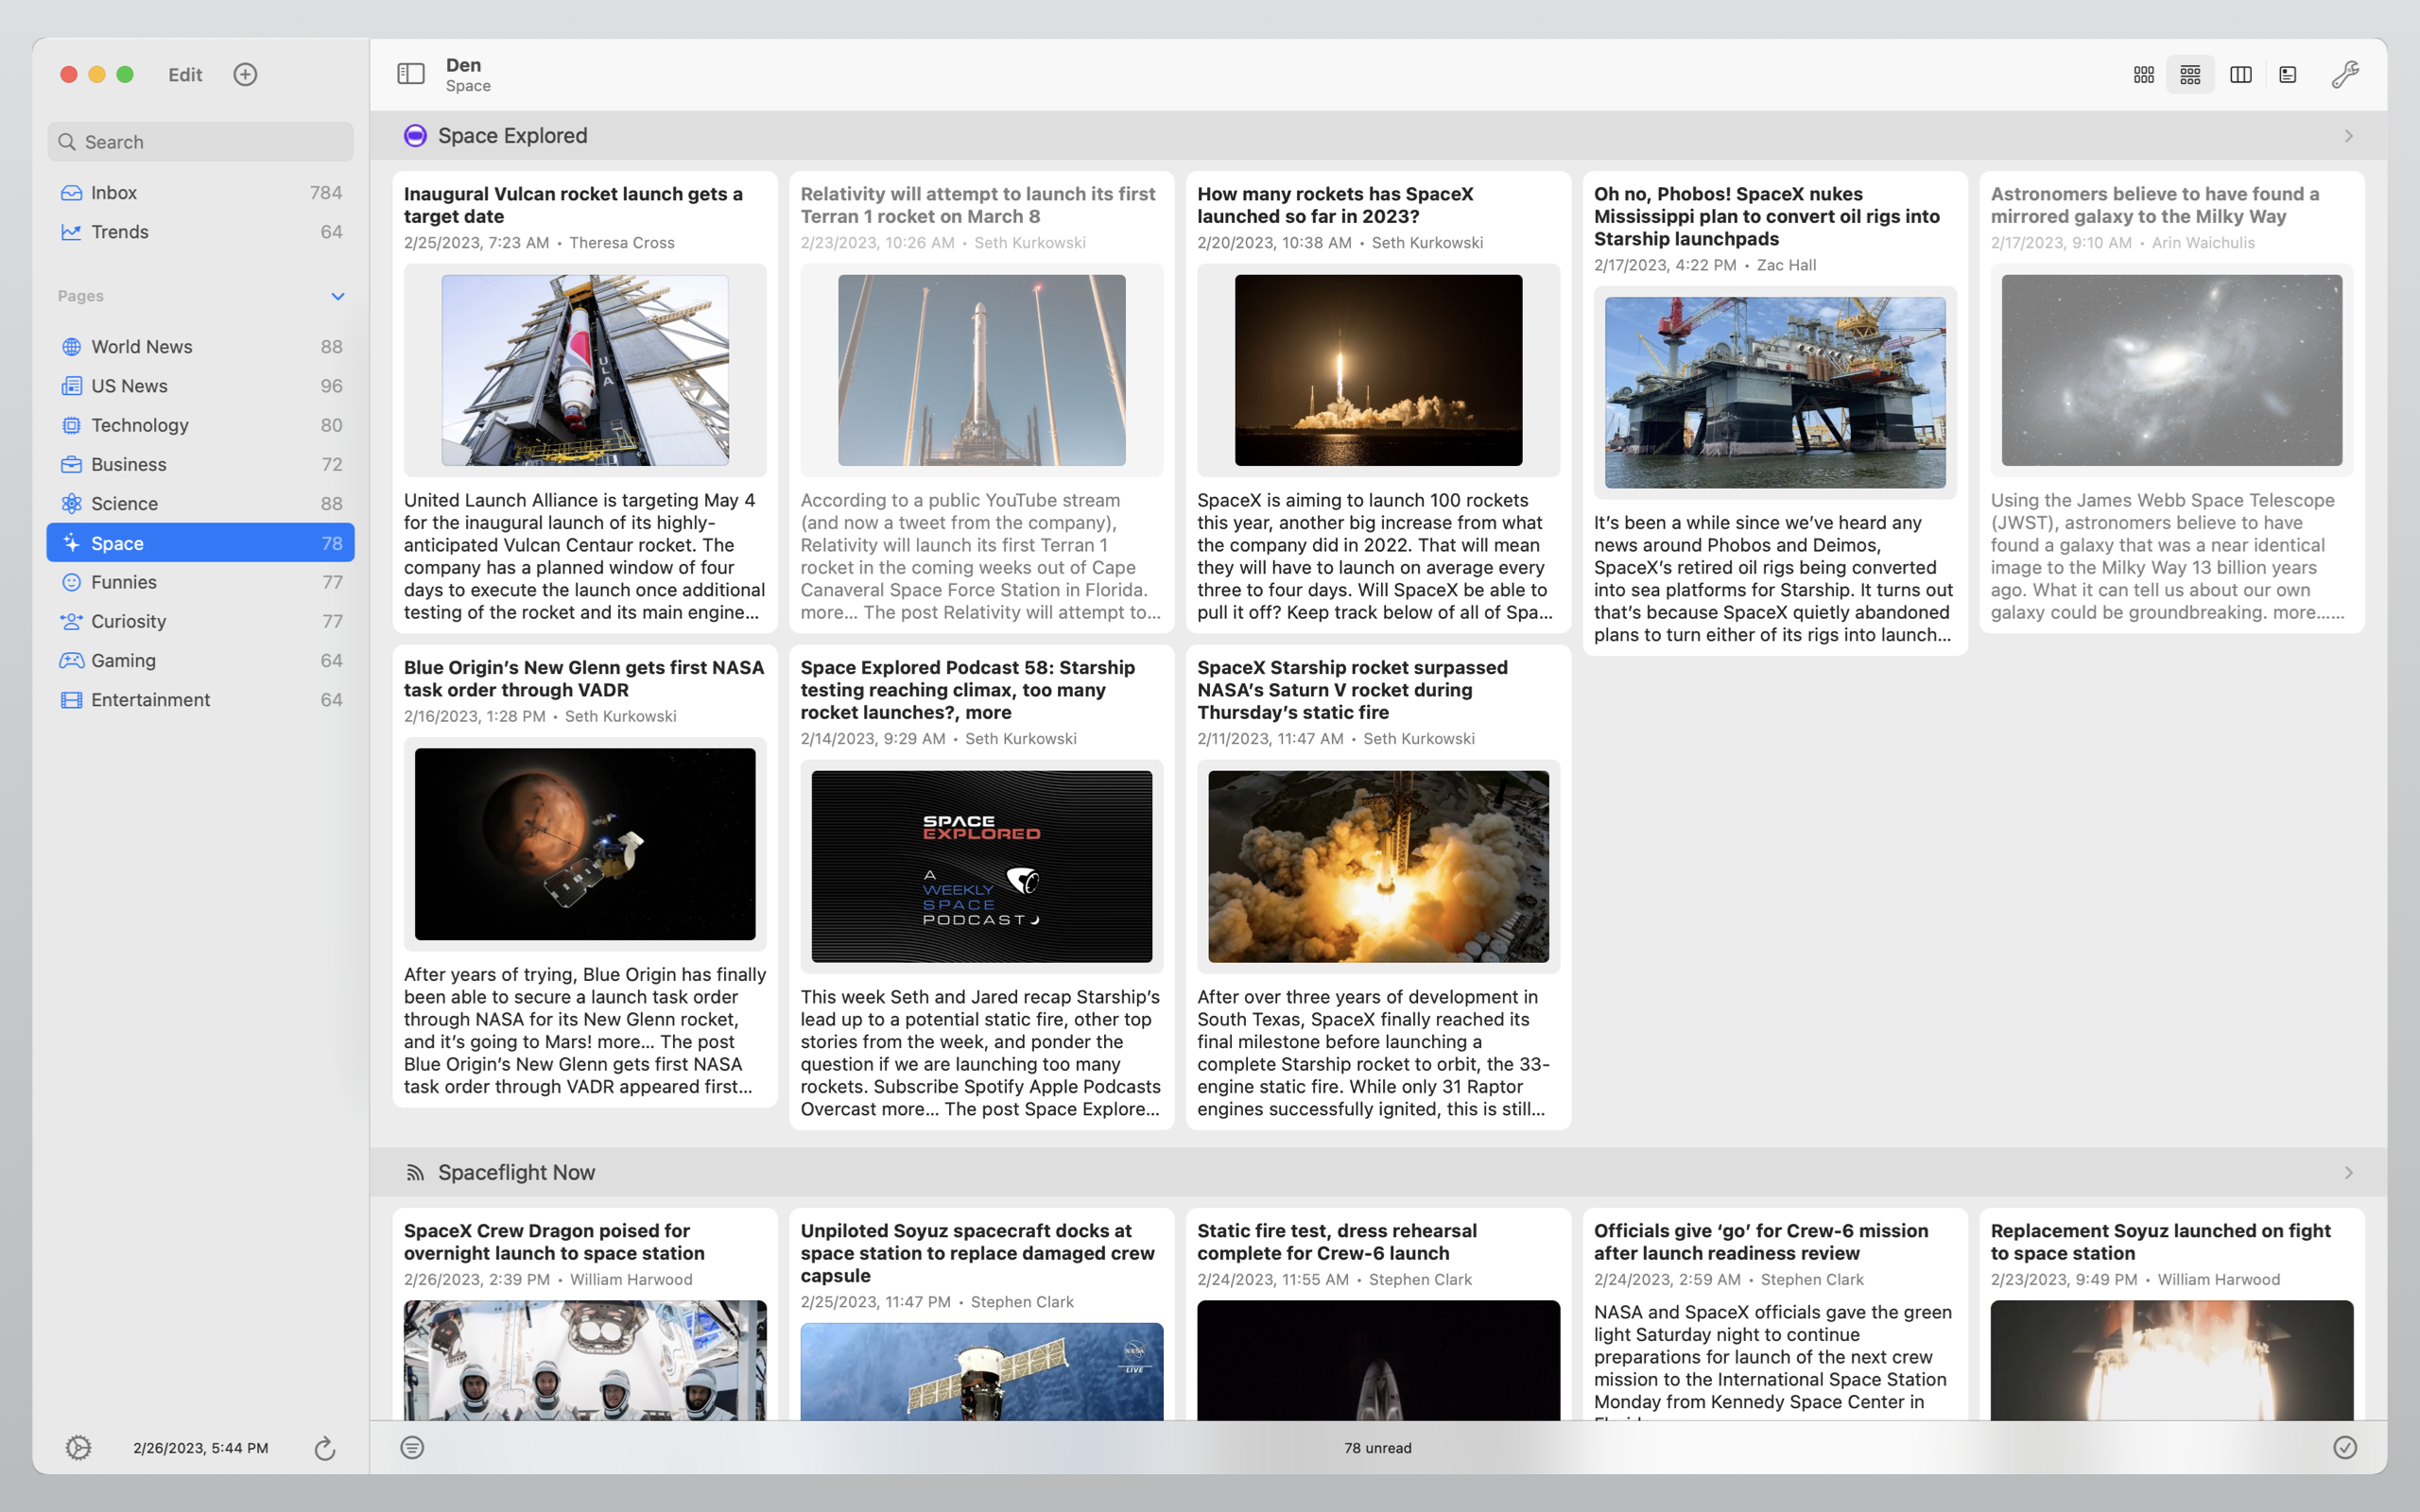 Edit
Search
Inbox 784
Trends 64
Pages
World News 88
US News 96
Technology 80
Business 72
Science 88
Space 78
Funnies 77
Curiosity 77
Gaming 64
Entertainment 64
2/26/2023, 5:44 PM
Den
Space
Space Explored
Inaugural Vulcan rocket launch gets a
target date
2/25/2023, 7:23 AM • Theresa Cross
ULA
United Launch Alliance is targeting May 4
for the inaugural launch of its highly-
anticipated Vulcan Centaur rocket. The
company has a planned window of four
days to execute the launch once additional
testing of the rocket and its main engine...
Relativity will attempt to launch its first
Terran 1 rocket on March 8
2/23/2023, 10:26 AM • Seth Kurkowski
According to a public YouTube stream
(and now a tweet from the company),
Relativity will launch its first Terran 1
rocket in the coming weeks out of Cape
Canaveral Space Force Station in Florida.
more… The post Relativity will attempt to...
How many rockets has SpaceX
launched so far in 2023?
2/20/2023, 10:38 AM • Seth Kurkowski
SpaceX is aiming to launch 100 rockets
this year, another big increase from what
the company did in 2022. That will mean
they will have to launch on average every
three to four days. Will SpaceX be able to
pull it off? Keep track below of all of Spa...
Oh no, Phobos! SpaceX nukes
Mississippi plan to convert oil rigs into
Starship launchpads
2/17/2023, 4:22 PM • Zac Hall
It’s been a while since we’ve heard any
news around Phobos and Deimos,
SpaceX’s retired oil rigs being converted
into sea platforms for Starship. It turns out
that’s because SpaceX quietly abandoned
plans to turn either of its rigs into launch...
Astronomers believe to have found a
mirrored galaxy to the Milky Way
2/17/2023, 9:10 AM • Arin Waichulis
Using the James Webb Space Telescope
(JWST), astronomers believe to have
found a galaxy that was a near identical
image to the Milky Way 13 billion years
ago. What it can tell us about our own
galaxy could be groundbreaking. more…...
Blue Origin’s New Glenn gets first NASA
task order through VADR
2/16/2023, 1:28 PM • Seth Kurkowski
After years of trying, Blue Origin has finally
been able to secure a launch task order
through NASA for its New Glenn rocket,
and it’s going to Mars! more… The post
Blue Origin’s New Glenn gets first NASA
task order through VADR appeared first...
Space Explored Podcast 58: Starship
testing reaching climax, too many
rocket launches?, more
2/14/2023, 9:29 AM • Seth Kurkowski
SPACE
EXPLORED
A
WEEKLY
SPACE
PODCAST
This week Seth and Jared recap Starship’s
lead up to a potential static fire, other top
stories from the week, and ponder the
question if we are launching too many
rockets. Subscribe Spotify Apple Podcasts
Overcast more… The post Space Explore...
SpaceX Starship rocket surpassed
NASA’s Saturn V rocket during
Thursday’s static fire
2/11/2023, 11:47 AM • Seth Kurkowski
After over three years of development in
South Texas, SpaceX finally reached its
final milestone before launching a
complete Starship rocket to orbit, the 33-
engine static fire. While only 31 Raptor
engines successfully ignited, this is still...
Spaceflight Now
SpaceX Crew Dragon poised for
overnight launch to space station
2/26/2023, 2:39 PM • William Harwood
Unpiloted Soyuz spacecraft docks at
space station to replace damaged crew
capsule
2/25/2023, 11:47 PM • Stephen Clark
NASA
LIVE
Static fire test, dress rehearsal
complete for Crew-6 launch
2/24/2023, 11:55 AM • Stephen Clark
Officials give ‘go’ for Crew-6 mission
after launch readiness review
2/24/2023, 2:59 AM • Stephen Clark
NASA and SpaceX officials gave the green
light Saturday night to continue
preparations for launch of the next crew
mission to the International Space Station
Monday from Kennedy Space Center in
Replacement Soyuz launched on fight
to space station
2/23/2023, 9:49 PM • William Harwood
78 unread